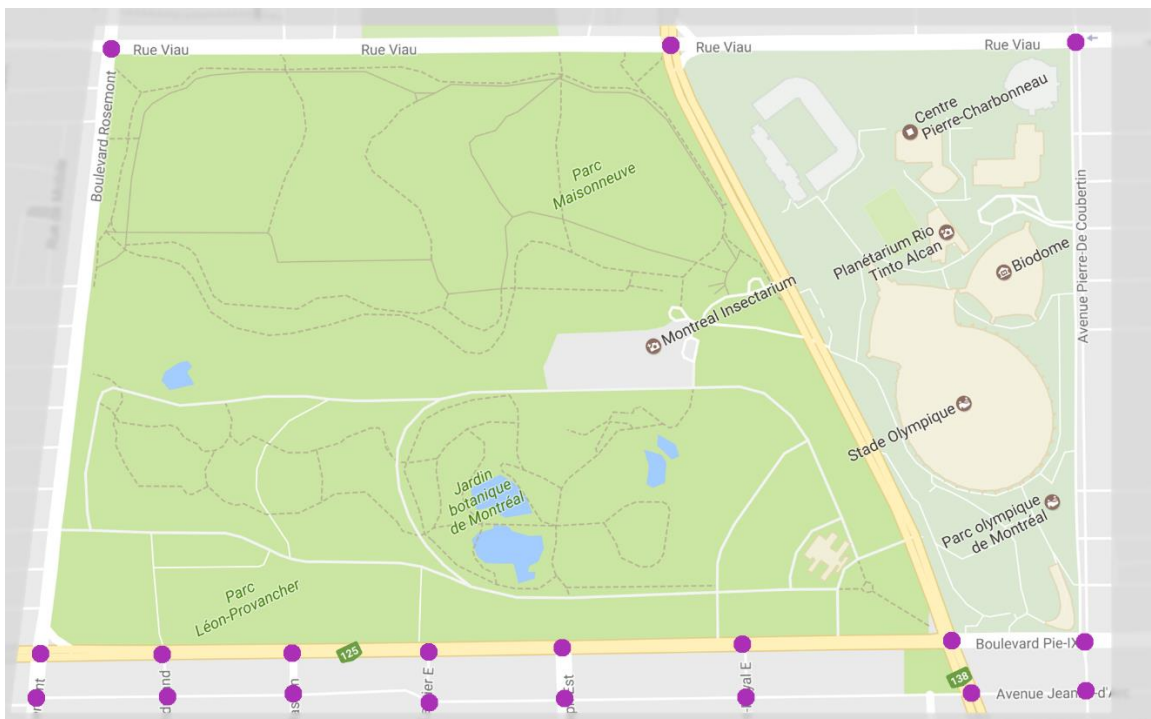 Rue Viau
Rue Viau
Rue Viau
Rue Viau
Boulevard Rosemont
Centre
Pierre-Charbonneau
Parc
Maisonneuve
Avenue Pierre-De Coubertin
Planétarium Rio
Tinto Alcan
Biodome
Montreal Insectarium
Stade Olympique
Jardin
botanique
de Montréal
Parc olympique
de Montréal
Parc
Léon-Provancher
125
Boulevard Pie-IX
138
Avenue